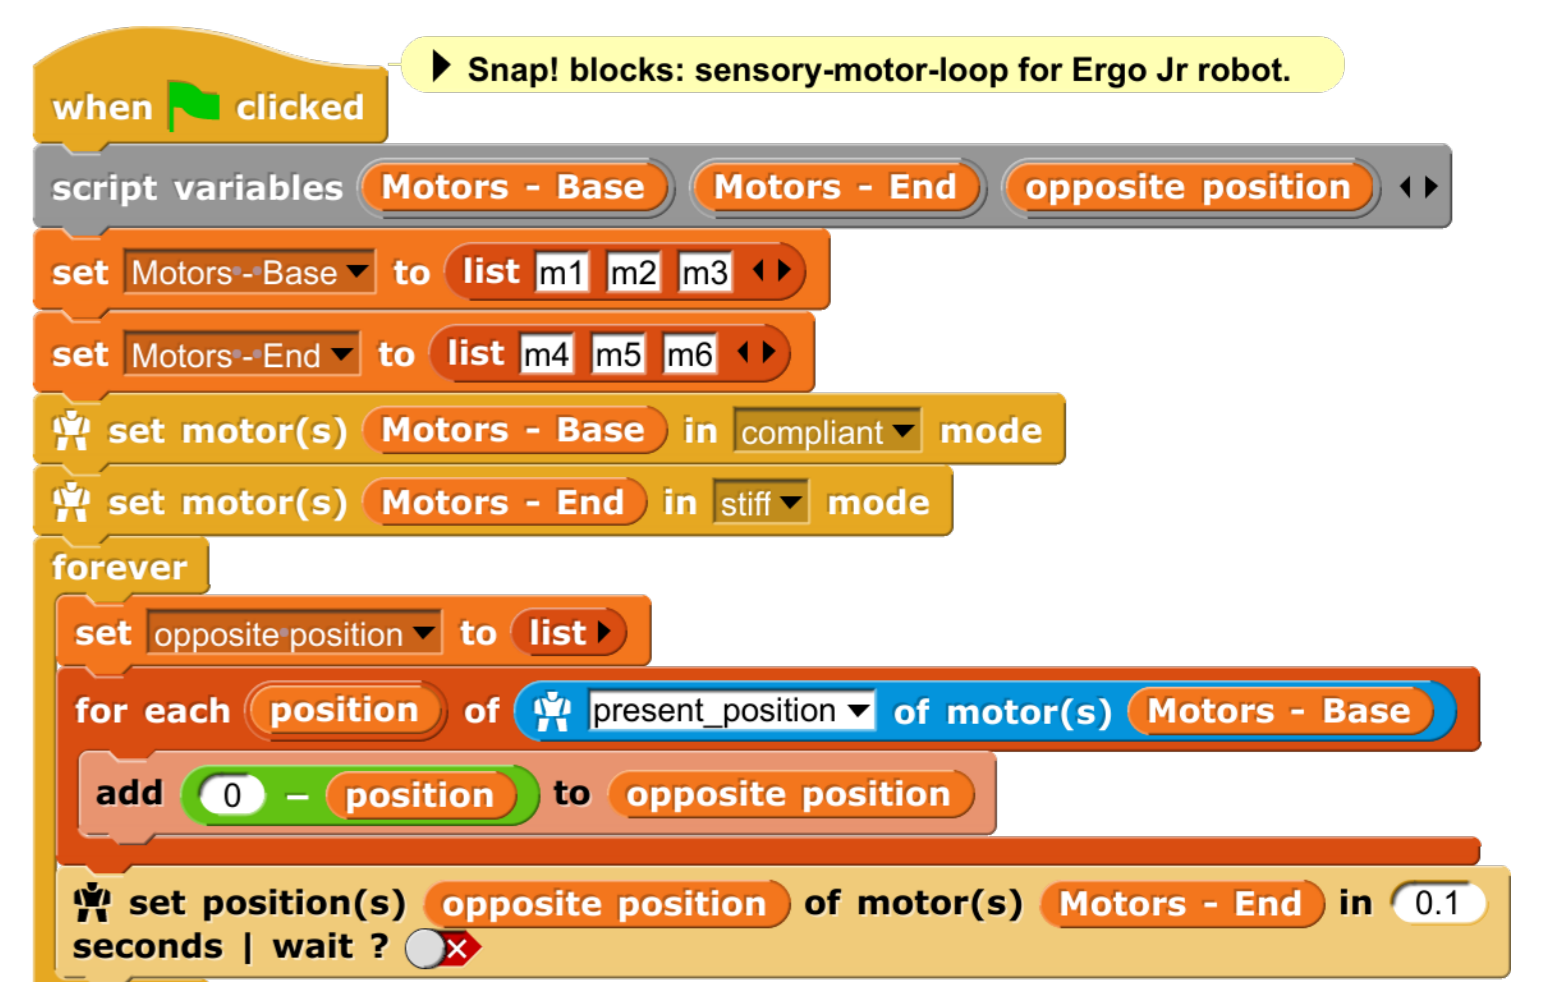 Snap! blocks: sensory-motor-loop for Ergo Jr robot.
when clicked
script variables Motors - Base Motors - End opposite position
set Motors - Base to list m1 m2 m3
set Motors - End to list m4 m5 m6
set motor(s) Motors - Base in compliant mode
set motor(s) Motors - End in stiff mode
forever
set opposite position to list
for each position of present_position of motor(s) Motors - Base
add 0 - position to opposite position
set position(s) opposite position of motor(s) Motors - End in 0.1
seconds | wait ?